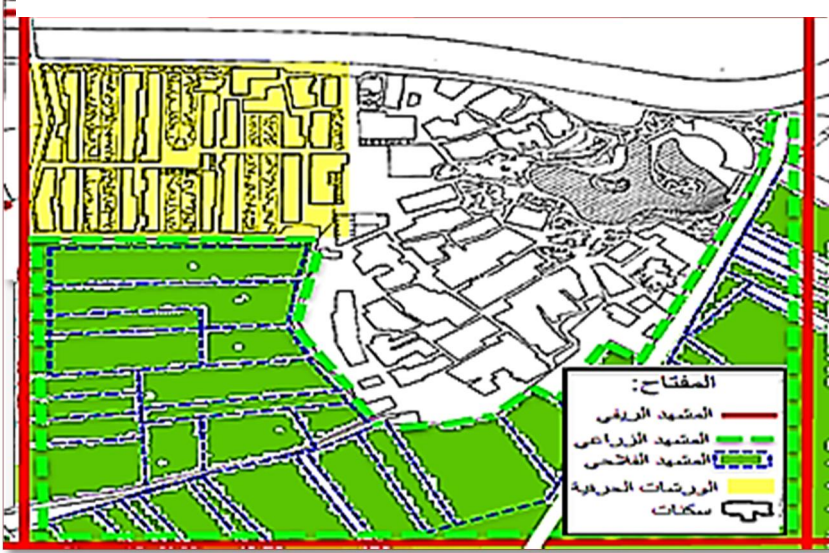 المفتاح:
المشهد الريفي
المشهد الزراعي
المشهد الفلاحي
الورشات الحرفية
سكنات